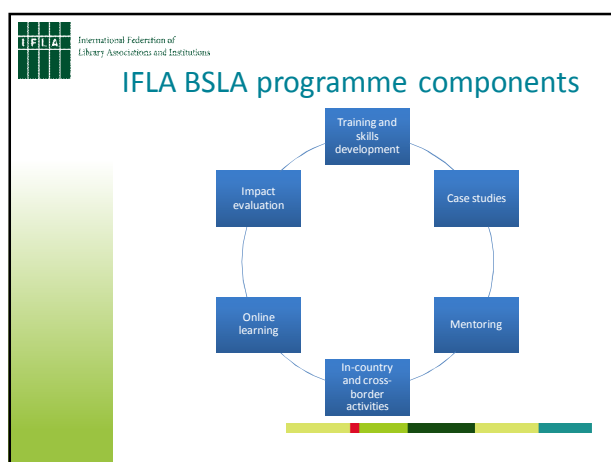 IFLA
International Federation of
Library Associations and Institutions
IFLA BSLA programme components
Training and
skills
development
Impact
evaluation
Case studies
Online
learning
Mentoring
In-country
and cross-
border
activities